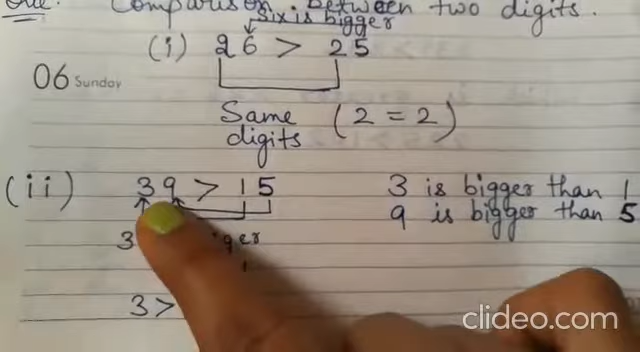 Comparison between two digits.
Six is bigger
(i) 26 > 25
06 Sunday
Same digits (2 = 2)
(ii) 39 > 15
3 is bigger than 1
9 is bigger than 5
3
3 >
clideo.com